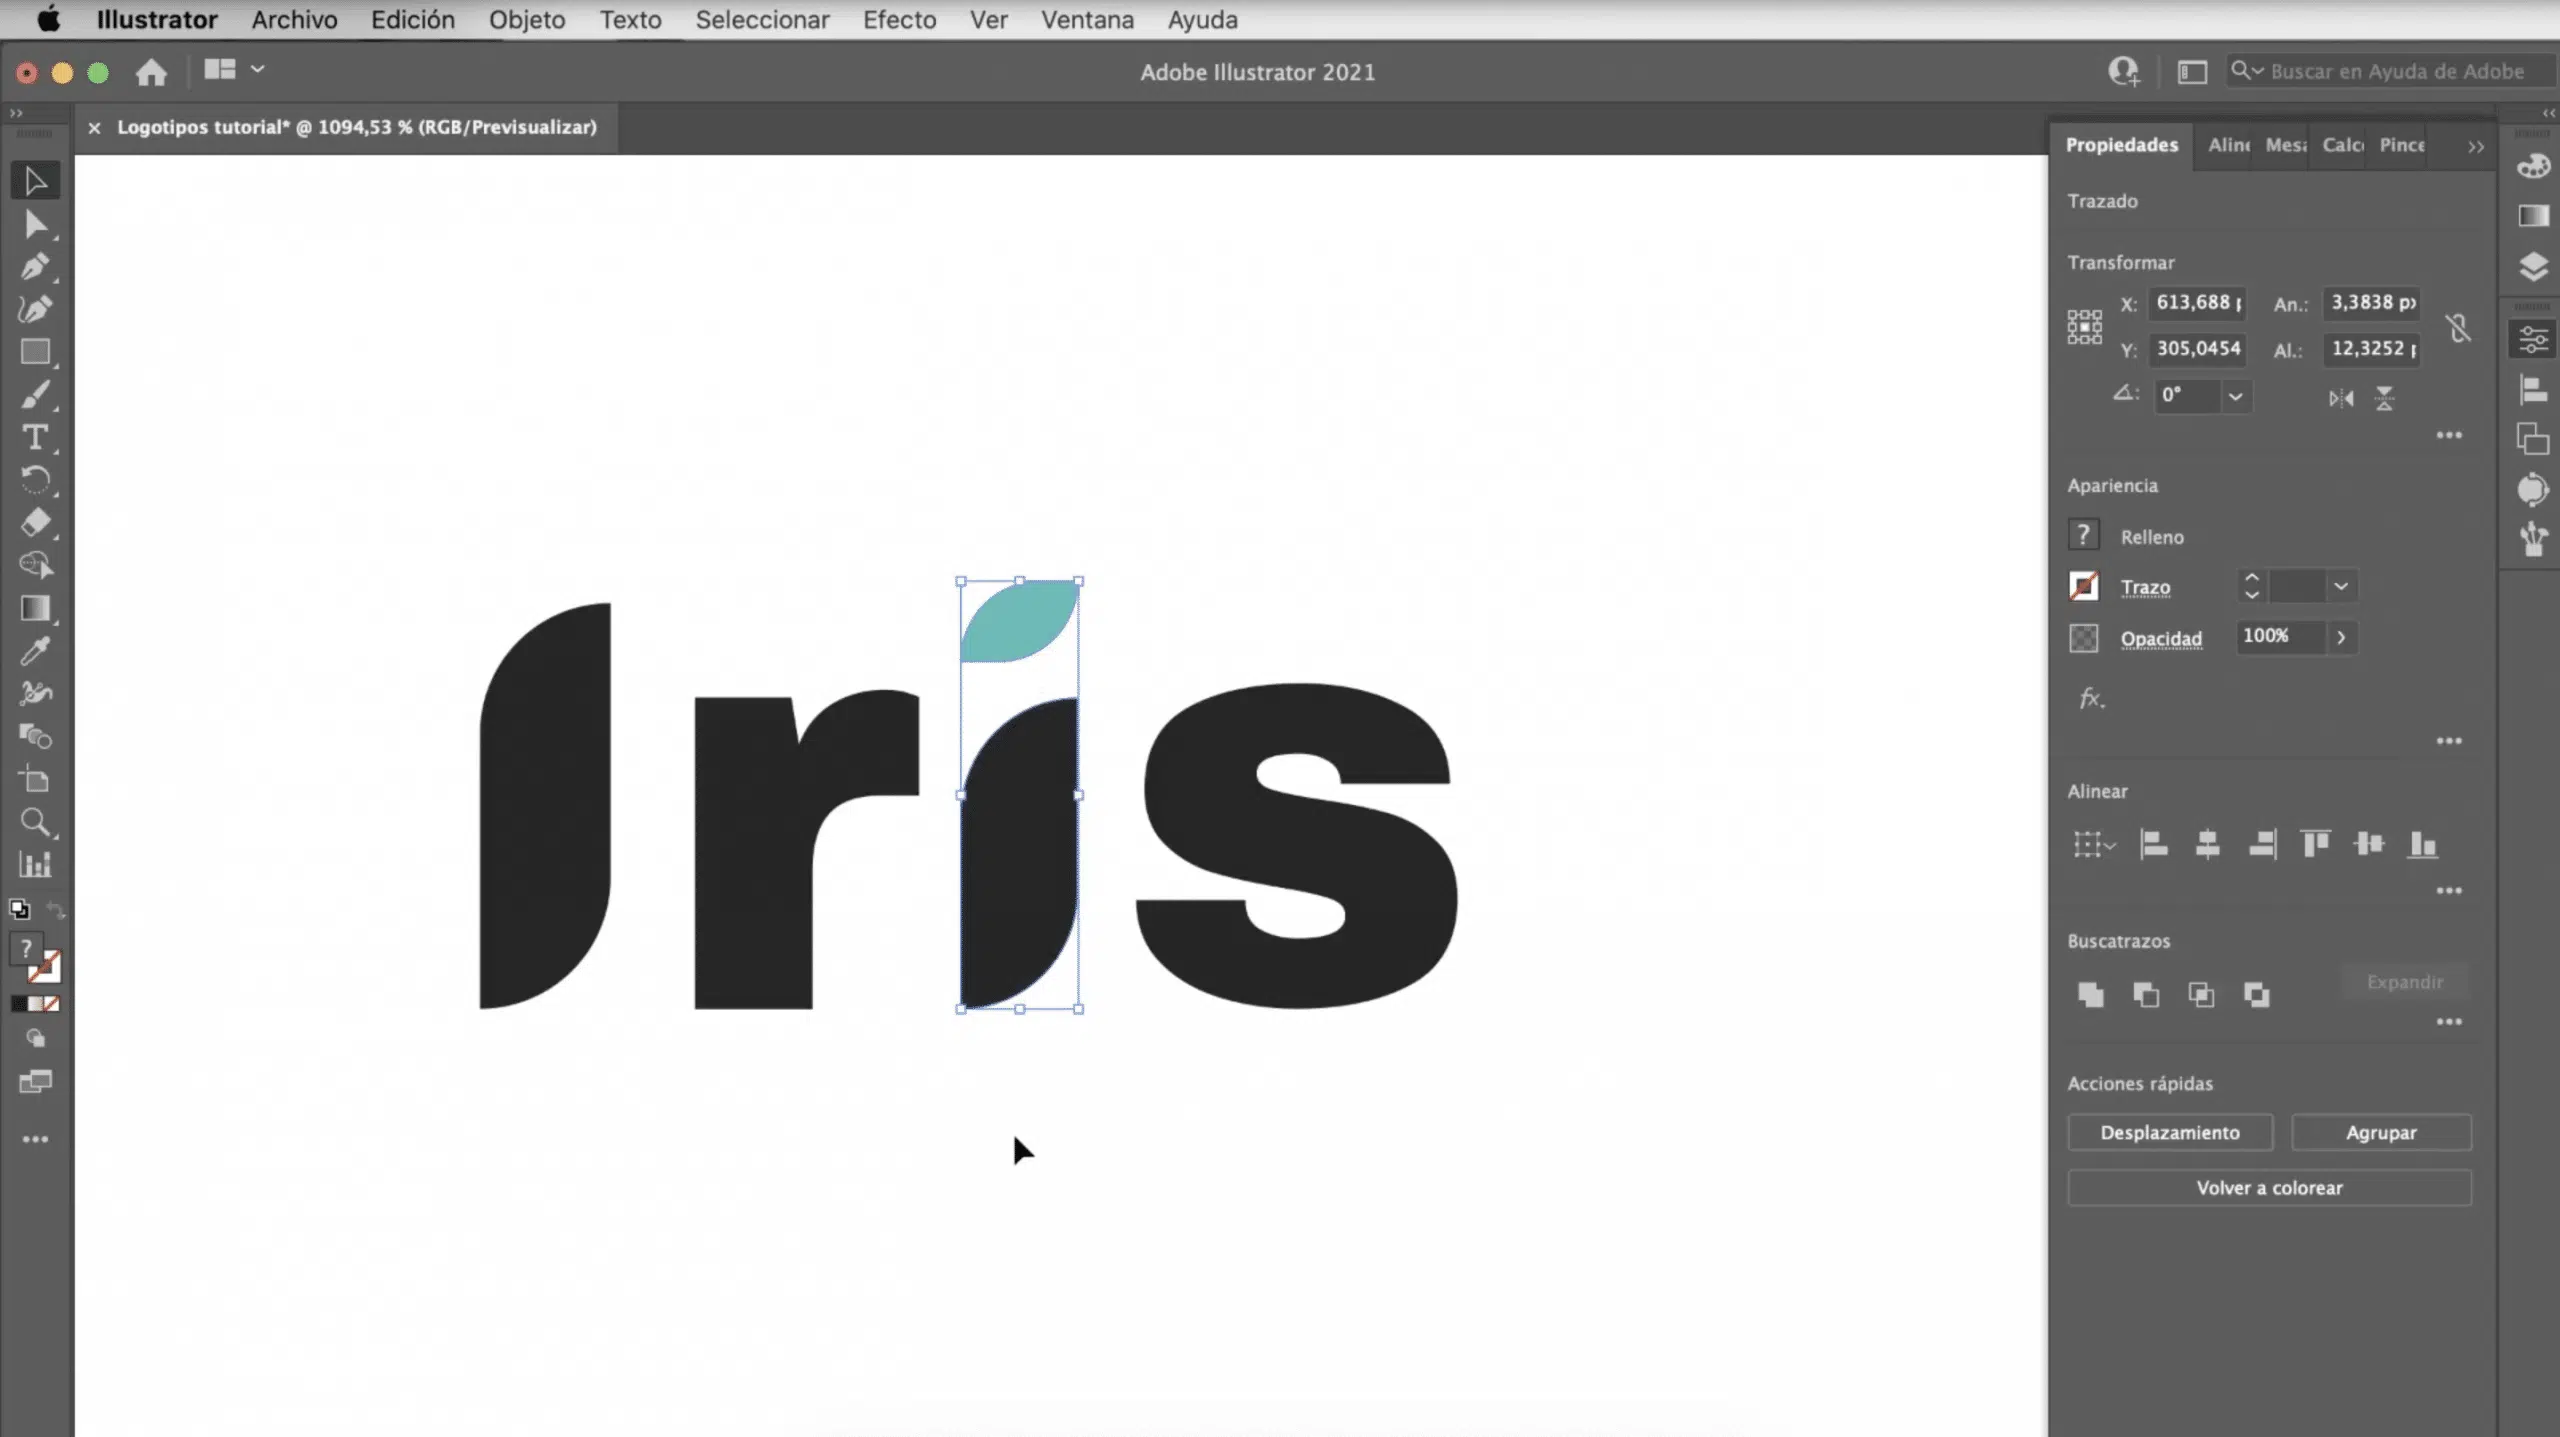 Illustrator Archivo Edición Objeto Texto Seleccionar Efecto Ver Ventana Ayuda
Adobe Illustrator 2021
Buscar en Ayuda de Adobe
× Logotipos tutorial* @ 1094,53 % (RGB/Previsualizar)
Propiedades Aline Mesa Calc Pince
Trazado
Transformar
X: 613,688 An.: 3,3838 px
Y: 305,0454 Al.: 12,3252 p
0°
Apariencia
? Relleno
Trazo
Opacidad 100%
fx.
Alinear
Buscatrazos
Expandir
Acciones rápidas
Desplazamiento Agrupar
Volver a colorear
T
?
Iris